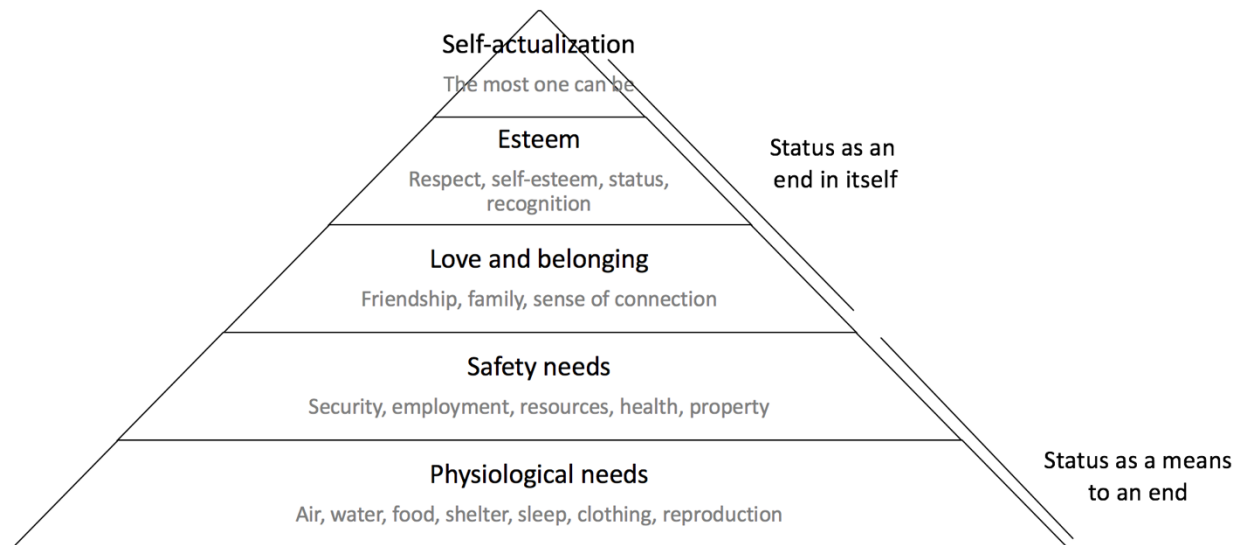 Self-actualization
The most one can be
Esteem
Respect, self-esteem, status,
recognition
Status as an
end in itself
Love and belonging
Friendship, family, sense of connection
Safety needs
Security, employment, resources, health, property
Physiological needs
Air, water, food, shelter, sleep, clothing, reproduction
Status as a means
to an end